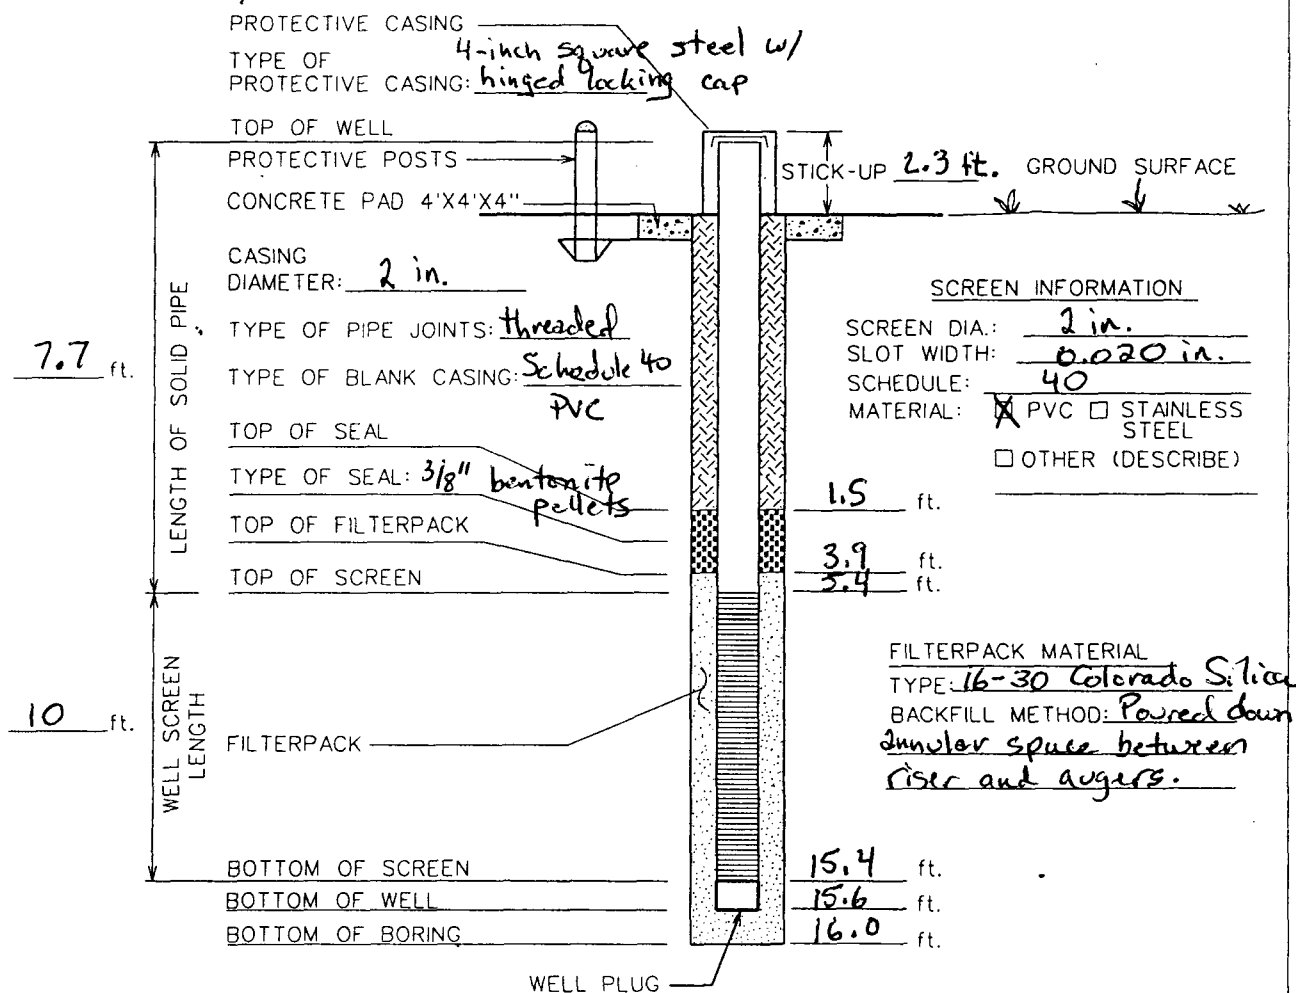 PROTECTIVE CASING
TYPE OF
PROTECTIVE CASING: 4-inch square steel w/
hinged locking cap
TOP OF WELL
PROTECTIVE POSTS
STICK-UP 2.3 ft. GROUND SURFACE
CONCRETE PAD 4'X4'X4"
CASING
DIAMETER: 2 in.
SCREEN INFORMATION
SCREEN DIA.: 2 in.
SLOT WIDTH: 0.020 in.
SCHEDULE: 40
MATERIAL: ☒ PVC ☐ STAINLESS
STEEL
☐ OTHER (DESCRIBE)
TYPE OF PIPE JOINTS: threaded
7.7 ft.
LENGTH OF SOLID PIPE
TYPE OF BLANK CASING: Schedule 40
PVC
TOP OF SEAL
1.5 ft.
TYPE OF SEAL: 3/8" bentonite
pellets
TOP OF FILTERPACK
3.9 ft.
TOP OF SCREEN
5.4 ft.
FILTERPACK MATERIAL
TYPE: 16-30 Colorado Silica
BACKFILL METHOD: Poured down
annular space between
riser and augers.
10 ft.
WELL SCREEN
LENGTH
FILTERPACK
BOTTOM OF SCREEN 15.4 ft.
BOTTOM OF WELL 15.6 ft.
BOTTOM OF BORING 16.0 ft.
WELL PLUG